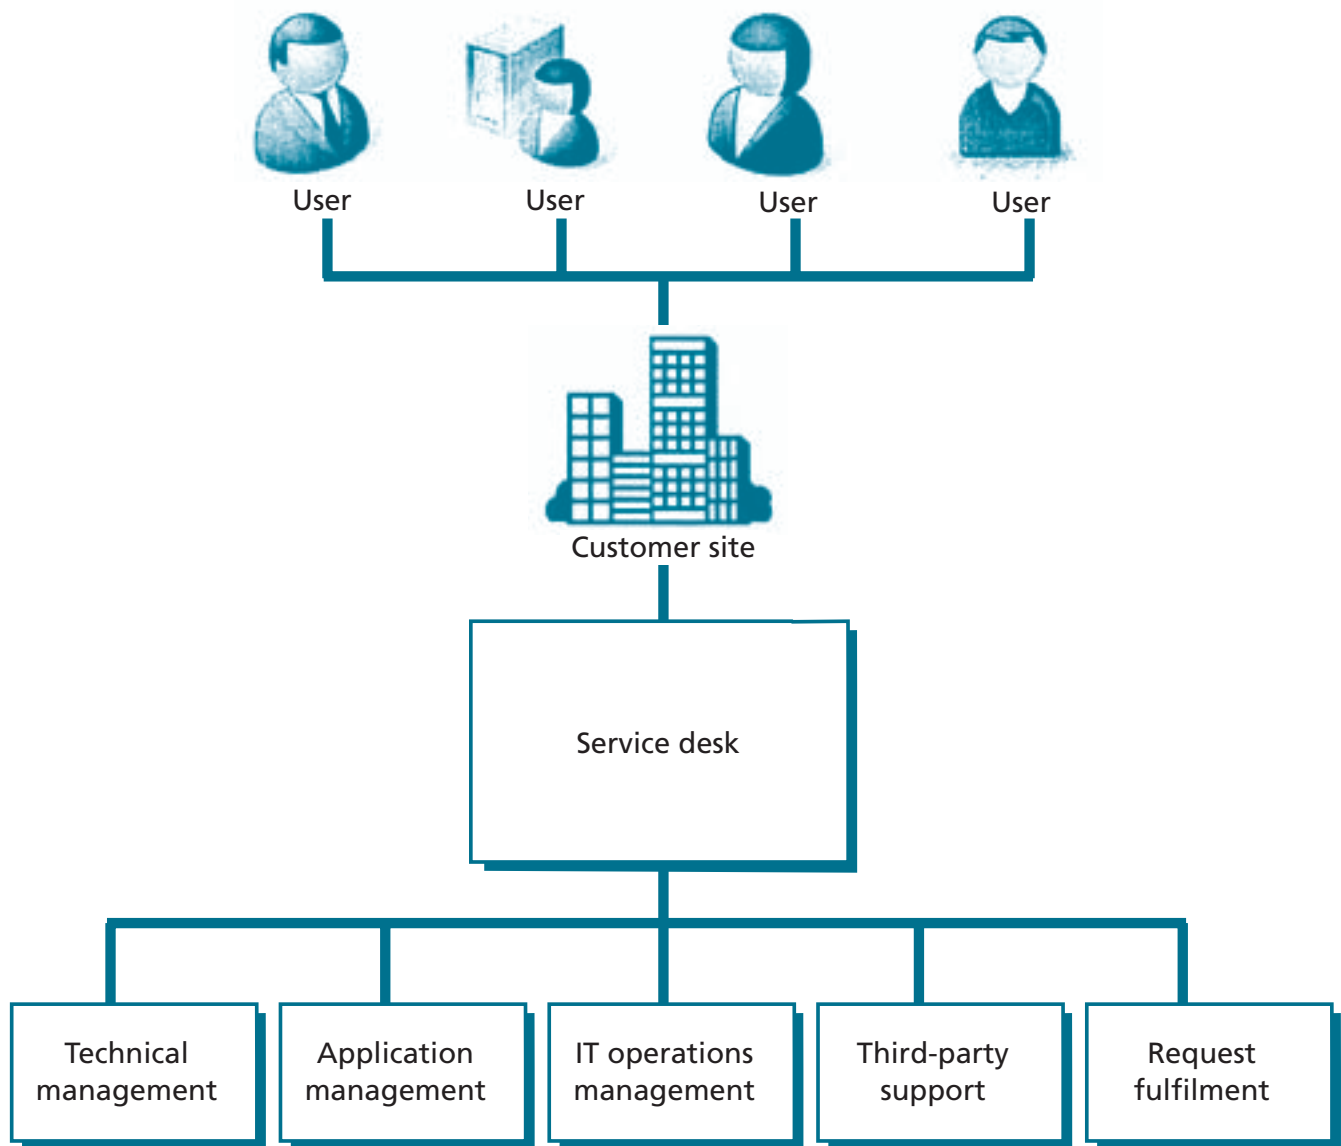 User
User
User
User
Customer site
Service desk
Technical
management
Application
management
IT operations
management
Third-party
support
Request
fulfilment